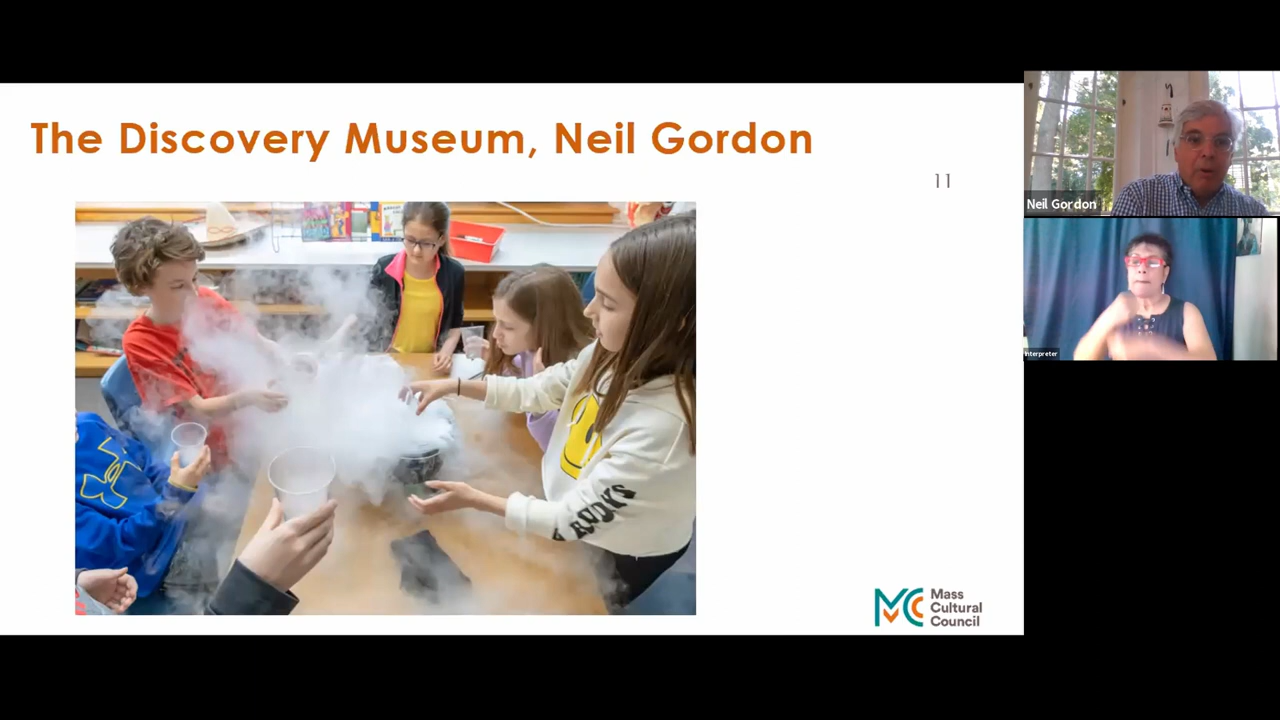 The Discovery Museum, Neil Gordon
11
Neil Gordon
Interpreter
Mass
Cultural
Council